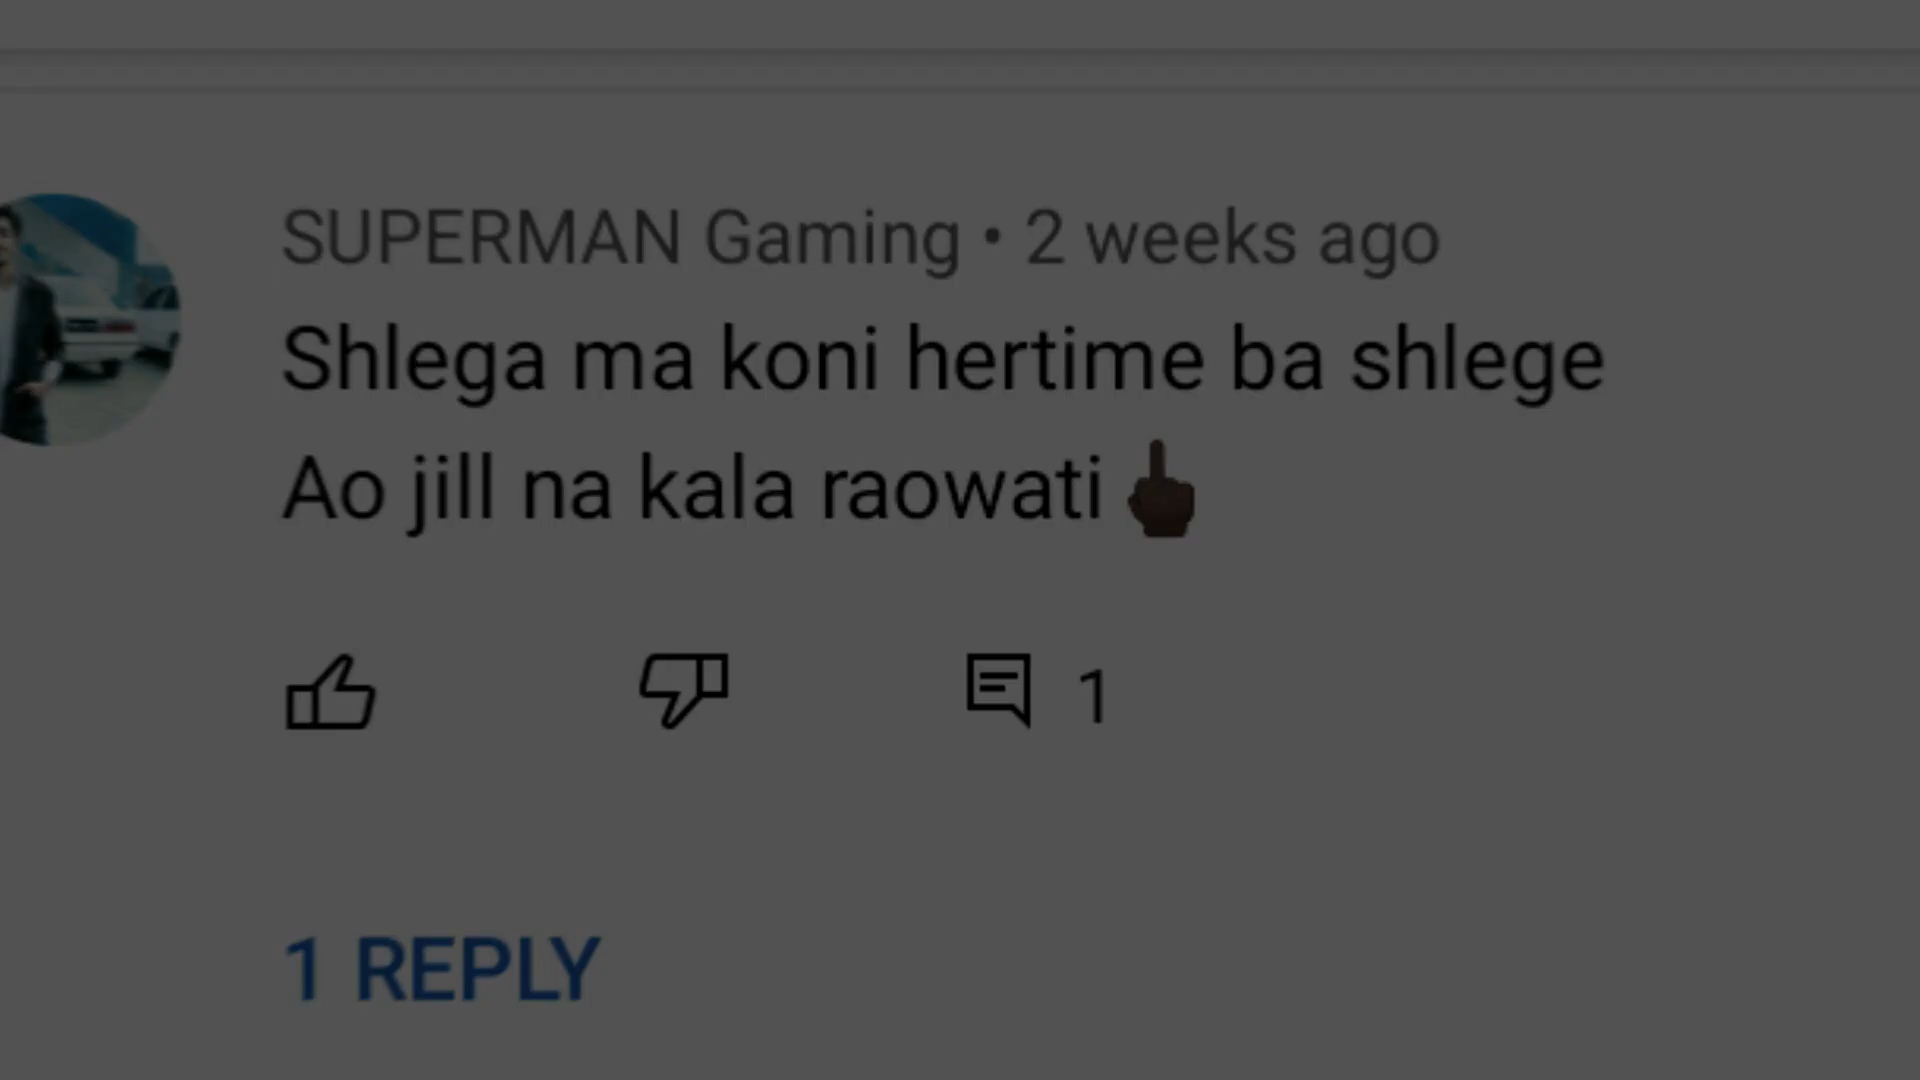 SUPERMAN Gaming • 2 weeks ago
Shlega ma koni hertime ba shlege
Ao jill na kala raowati🖕🏿
1
1 REPLY